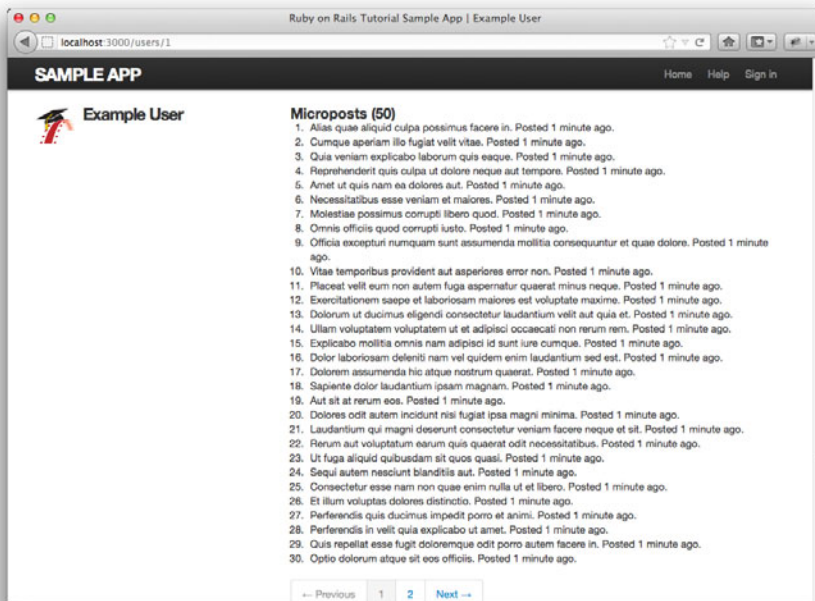 Ruby on Rails Tutorial Sample App | Example User
localhost:3000/users/1
SAMPLE APP
Home Help Sign in
Example User
Microposts (50)
1. Alias quae aliquid culpa possimus facere in. Posted 1 minute ago.
2. Cumque aperiam illo fugiat velit vitae. Posted 1 minute ago.
3. Quia veniam explicabo laborum quis eaque. Posted 1 minute ago.
4. Reprehenderit quis culpa ut dolore neque aut tempore. Posted 1 minute ago.
5. Amet ut quis nam ea dolores aut. Posted 1 minute ago.
6. Necessitatibus esse veniam et maiores. Posted 1 minute ago.
7. Molestiae possimus corrupti libero quod. Posted 1 minute ago.
8. Omnis officiis quod corrupti iusto. Posted 1 minute ago.
9. Officia excepturi numquam sunt assumenda mollitia consequuntur et quae dolore. Posted 1 minute
ago.
10. Vitae temporibus provident aut asperiores error non. Posted 1 minute ago.
11. Placeat velit eum non autem fuga aspernatur quaerat minus neque. Posted 1 minute ago.
12. Exercitationem saepe et laboriosam maiores est voluptate maxime. Posted 1 minute ago.
13. Dolorum ut ducimus eligendi consectetur laudantium velit aut quia et. Posted 1 minute ago.
14. Ullam voluptatem voluptatem ut et adipisci occaecati non rerum rem. Posted 1 minute ago.
15. Explicabo mollitia omnis nam adipisci id sunt iure cumque. Posted 1 minute ago.
16. Dolor laboriosam deleniti nam vel quidem enim laudantium sed est. Posted 1 minute ago.
17. Dolorem assumenda hic atque nostrum quaerat. Posted 1 minute ago.
18. Sapiente dolor laudantium ipsam magnam. Posted 1 minute ago.
19. Aut sit at rerum eos. Posted 1 minute ago.
20. Dolores odit autem incidunt nisi fugiat ipsa magni minima. Posted 1 minute ago.
21. Laudantium qui magni deserunt consectetur veniam facere neque et sit. Posted 1 minute ago.
22. Rerum aut voluptatum earum quis quaerat odit necessitatibus. Posted 1 minute ago.
23. Ut fuga aliquid quibusdam sit quos quasi. Posted 1 minute ago.
24. Sequi autem nesciunt blanditiis aut. Posted 1 minute ago.
25. Consectetur esse nam non quae enim nulla ut et libero. Posted 1 minute ago.
26. Et illum voluptas dolores distinctio. Posted 1 minute ago.
27. Perferendis quis ducimus impedit porro et animi. Posted 1 minute ago.
28. Perferendis in velit quia explicabo ut amet. Posted 1 minute ago.
29. Quis repellat esse fugit doloremque odit porro autem facere in. Posted 1 minute ago.
30. Optio dolorum atque sit eos officiis. Posted 1 minute ago.
← Previous 1 2 Next →